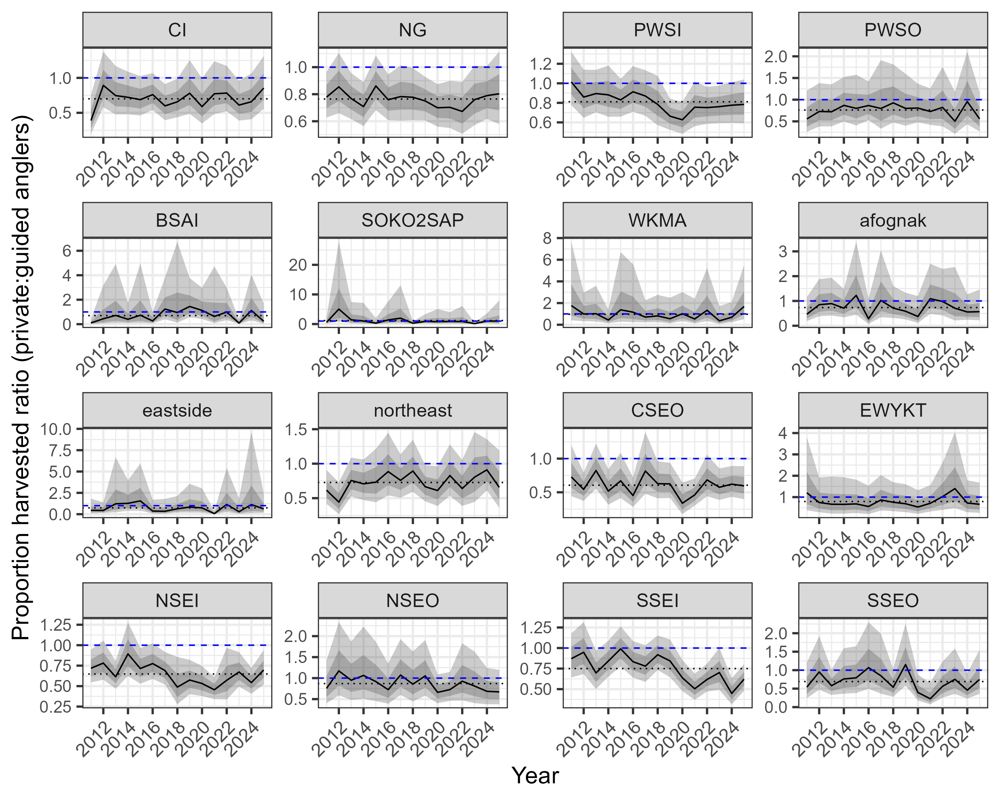 Proportion harvested ratio (private:guided anglers)
CI
NG
PWSI
PWSO
1.0
0.5
1.0
0.8
0.6
1.2
1.0
0.8
0.6
2.0
1.5
1.0
0.5
2012 2014 2016 2018 2020 2022 2024
2012 2014 2016 2018 2020 2022 2024
2012 2014 2016 2018 2020 2022 2024
2012 2014 2016 2018 2020 2022 2024
BSAI
SOKO2SAP
WKMA
afognak
6
4
2
0
20
10
0
8
6
4
2
0
3
2
1
0
2012 2014 2016 2018 2020 2022 2024
2012 2014 2016 2018 2020 2022 2024
2012 2014 2016 2018 2020 2022 2024
2012 2014 2016 2018 2020 2022 2024
eastside
northeast
CSEO
EWYKT
10.0
7.5
5.0
2.5
0.0
1.5
1.0
0.5
1.0
0.5
4
3
2
1
2012 2014 2016 2018 2020 2022 2024
2012 2014 2016 2018 2020 2022 2024
2012 2014 2016 2018 2020 2022 2024
2012 2014 2016 2018 2020 2022 2024
NSEI
NSEO
SSEI
SSEO
1.25
1.00
0.75
0.50
0.25
2.0
1.5
1.0
0.5
1.25
1.00
0.75
0.50
2.0
1.5
1.0
0.5
0.0
2012 2014 2016 2018 2020 2022 2024
2012 2014 2016 2018 2020 2022 2024
2012 2014 2016 2018 2020 2022 2024
2012 2014 2016 2018 2020 2022 2024
Year